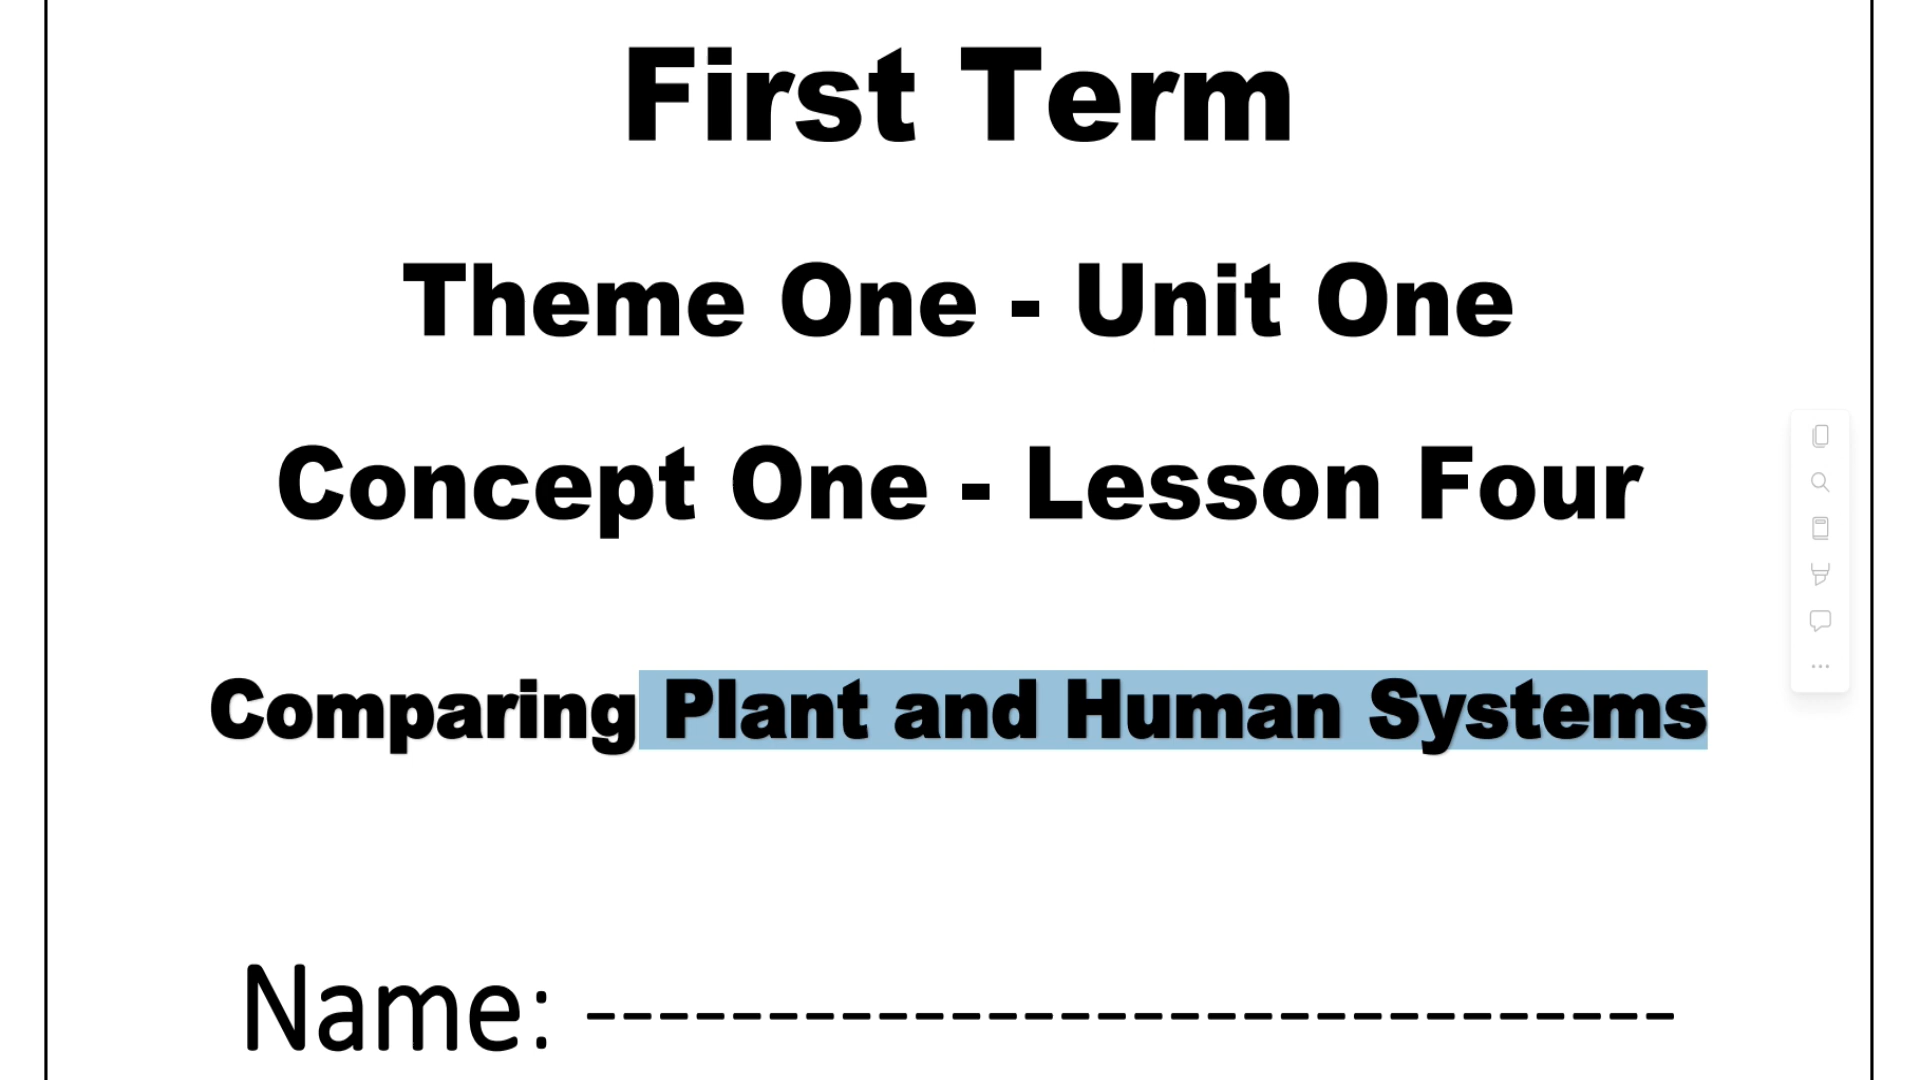 First Term
Theme One - Unit One
Concept One - Lesson Four
Comparing Plant and Human Systems
Name: ------------------------------